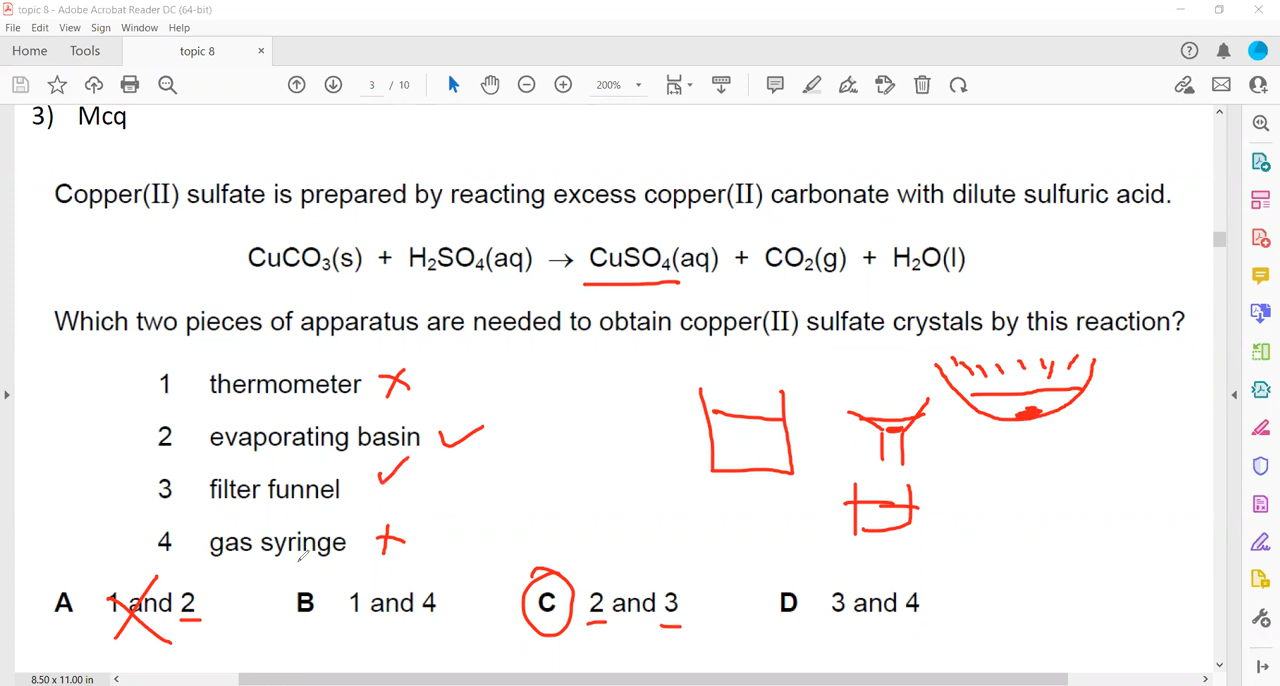 topic 8 - Adobe Acrobat Reader DC (64-bit)
File Edit View Sign Window Help
Home Tools topic 8 ×
3 / 10 200%
3) Mcq
Copper(II) sulfate is prepared by reacting excess copper(II) carbonate with dilute sulfuric acid.
CuCO₃(s) + H₂SO₄(aq) → CuSO₄(aq) + CO₂(g) + H₂O(l)
Which two pieces of apparatus are needed to obtain copper(II) sulfate crystals by this reaction?
1 thermometer
2 evaporating basin
3 filter funnel
4 gas syringe
A 1 and 2 B 1 and 4 C 2 and 3 D 3 and 4
8.50 x 11.00 in